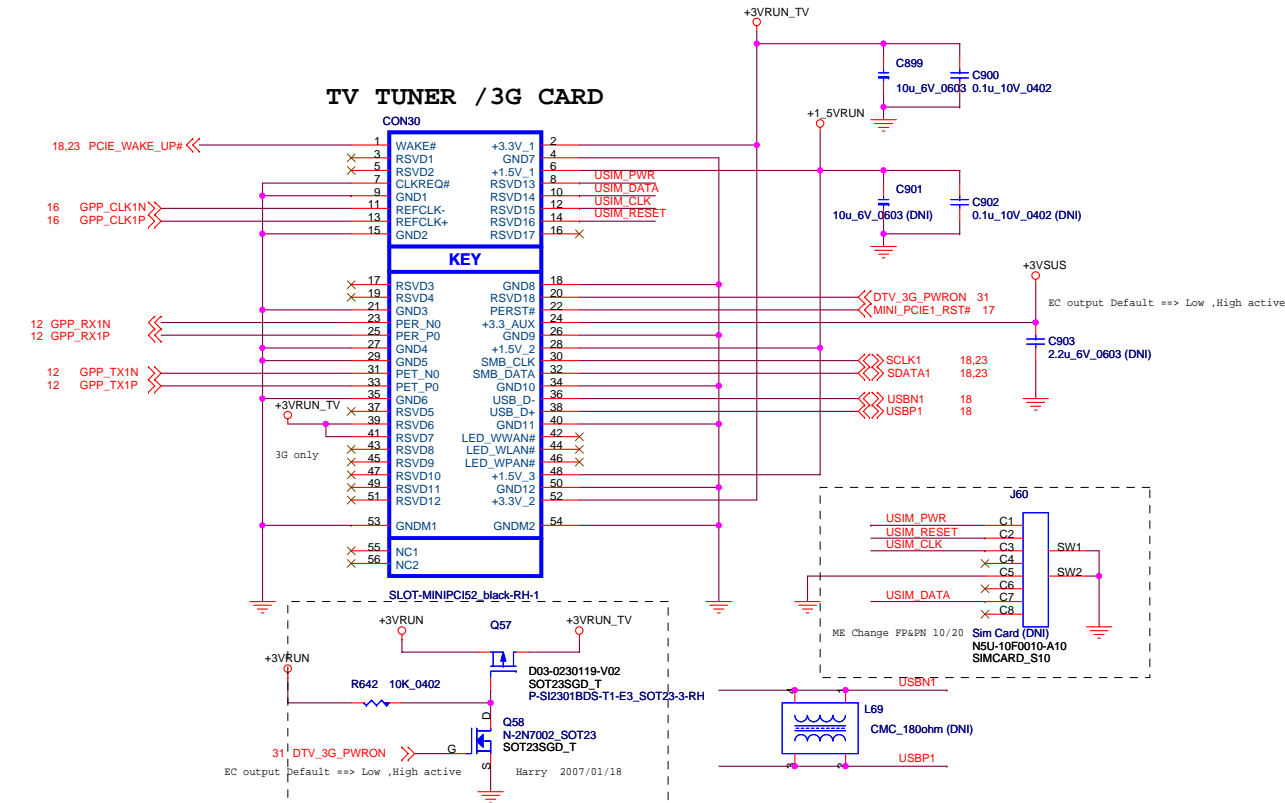 +3VRUN_TV
C899
10u_6V_0603
C900
0.1u_10V_0402
TV TUNER /3G CARD
CON30
+1_5VRUN
18,23 PCIE_WAKE_UP#
1 WAKE# +3.3V_1 2
3 RSVD1 GND7 4
5 RSVD2 +1.5V_1 6
7 CLKREQ# RSVD13 8 USIM_PWR
9 GND1 RSVD14 10 USIM_DATA
16 GPP_CLK1N 11 REFCLK- RSVD15 12 USIM_CLK
16 GPP_CLK1P 13 REFCLK+ RSVD16 14 USIM_RESET
15 GND2 RSVD17 16
C901
10u_6V_0603 (DNI)
C902
0.1u_10V_0402 (DNI)
KEY
+3VSUS
17 RSVD3 GND8 18
19 RSVD4 RSVD18 20 DTV_3G_PWRON 31
EC output Default ==> Low ,High active
21 GND3 PERST# 22 MINI_PCIE1_RST# 17
12 GPP_RX1N 23 PER_N0 +3.3_AUX 24
12 GPP_RX1P 25 PER_P0 GND9 26
27 GND4 +1.5V_2 28
C903
2.2u_6V_0603 (DNI)
29 GND5 SMB_CLK 30 SCLK1 18,23
12 GPP_TX1N 31 PET_N0 SMB_DATA 32 SDATA1 18,23
12 GPP_TX1P 33 PET_P0 GND10 34
35 GND6 USB_D- 36 USBN1 18
+3VRUN_TV
37 RSVD5 USB_D+ 38 USBP1 18
39 RSVD6 GND11 40
41 RSVD7 LED_WWAN# 42
43 RSVD8 LED_WLAN# 44
3G only
45 RSVD9 LED_WPAN# 46
47 RSVD10 +1.5V_3 48
49 RSVD11 GND12 50
51 RSVD12 +3.3V_2 52
53 GNDM1 GNDM2 54
55 NC1
56 NC2
SLOT-MINIPCI52_black-RH-1
J60
USIM_PWR C1
USIM_RESET C2
USIM_CLK C3
C4
C5
C6
USIM_DATA C7
C8
SW1
SW2
ME Change FP&PN 10/20
Sim Card (DNI)
N5U-10F0010-A10
SIMCARD_S10
+3VRUN
Q57
+3VRUN_TV
+3VRUN
D03-0230119-V02
SOT23SGD_T
P-SI2301BDS-T1-E3_SOT23-3-RH
R642 10K_0402
D
G
S
Q58
N-2N7002_SOT23
SOT23SGD_T
31 DTV_3G_PWRON
EC output Default ==> Low ,High active
Harry 2007/01/18
USBN1
4 1
L69
CMC_180ohm (DNI)
3 2
USBP1